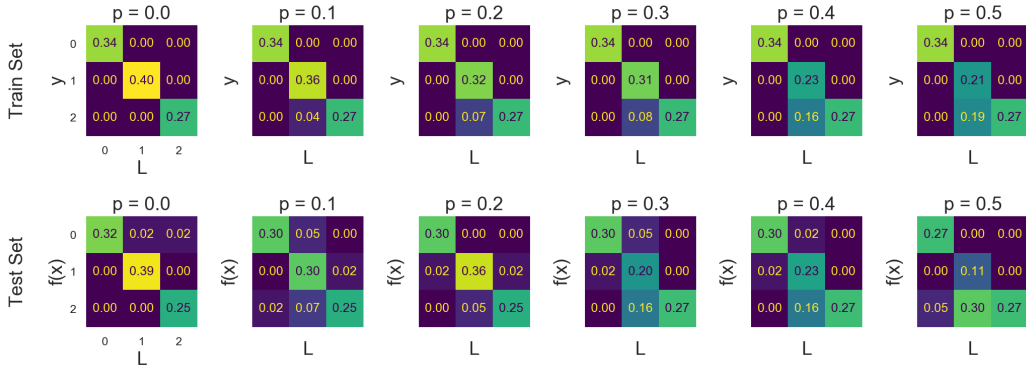 p = 0.0 p = 0.1 p = 0.2 p = 0.3 p = 0.4 p = 0.5
Train Set
y y y y y y
0 0.34 0.00 0.00 0.34 0.00 0.00 0.34 0.00 0.00 0.34 0.00 0.00 0.34 0.00 0.00 0.34 0.00 0.00
1 0.00 0.40 0.00 0.00 0.36 0.00 0.00 0.32 0.00 0.00 0.31 0.00 0.00 0.23 0.00 0.00 0.21 0.00
2 0.00 0.00 0.27 0.00 0.04 0.27 0.00 0.07 0.27 0.00 0.08 0.27 0.00 0.16 0.27 0.00 0.19 0.27
0 1 2
L L L L L L
p = 0.0 p = 0.1 p = 0.2 p = 0.3 p = 0.4 p = 0.5
Test Set
f(x) f(x) f(x) f(x) f(x) f(x)
0 0.32 0.02 0.02 0.30 0.05 0.00 0.30 0.00 0.00 0.30 0.05 0.00 0.30 0.02 0.00 0.27 0.00 0.00
1 0.00 0.39 0.00 0.00 0.30 0.02 0.02 0.36 0.02 0.02 0.20 0.00 0.02 0.23 0.00 0.00 0.11 0.00
2 0.00 0.00 0.25 0.02 0.07 0.25 0.00 0.05 0.25 0.00 0.16 0.27 0.00 0.16 0.27 0.05 0.30 0.27
0 1 2
L L L L L L